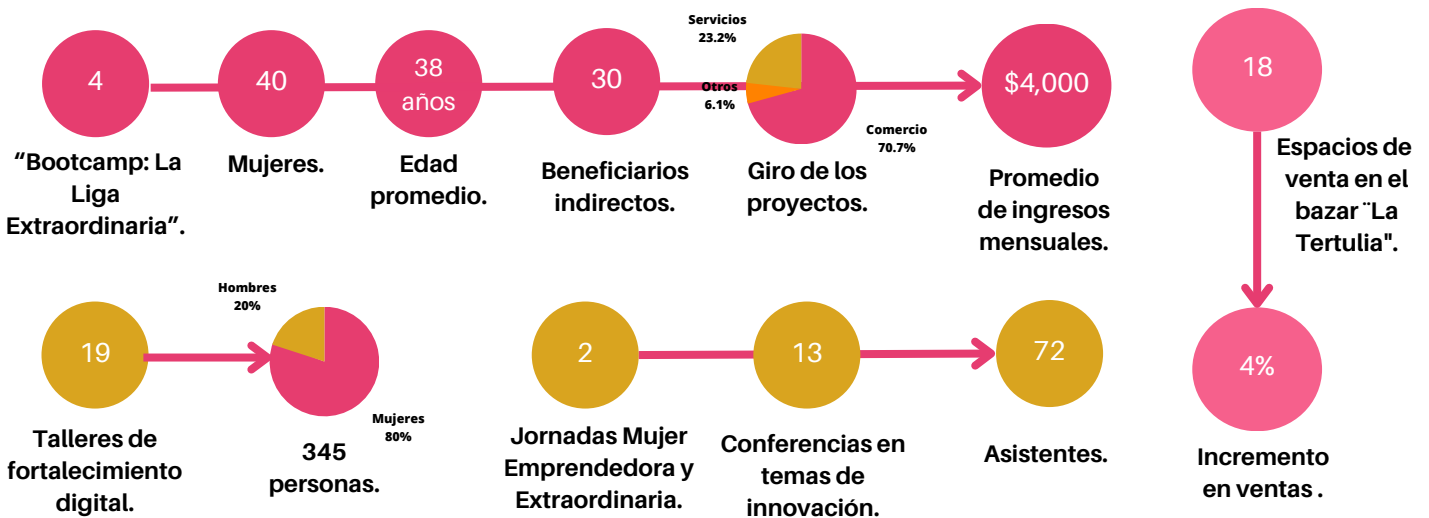 4
“Bootcamp: La
Liga
Extraordinaria”.
40
Mujeres.
38
años
Edad
promedio.
30
Beneficiarios
indirectos.
Servicios
23.2%
Otros
6.1%
Comercio
70.7%
Giro de los
proyectos.
$4,000
Promedio
de ingresos
mensuales.
18
Espacios de
venta en el
bazar ¨La
Tertulia".
4%
Incremento
en ventas .
19
Talleres de
fortalecimiento
digital.
Hombres
20%
Mujeres
80%
345
personas.
2
Jornadas Mujer
Emprendedora y
Extraordinaria.
13
Conferencias en
temas de
innovación.
72
Asistentes.